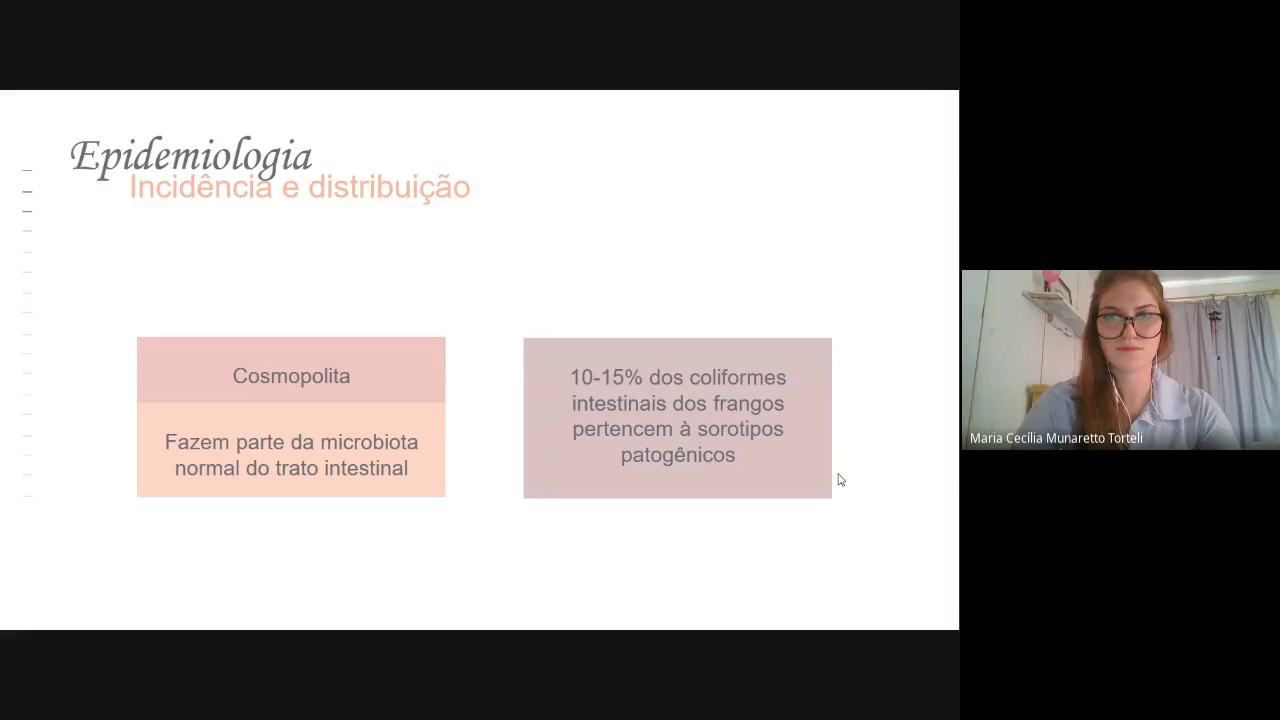 Epidemiologia
Incidência e distribuição
Cosmopolita
Fazem parte da microbiota
normal do trato intestinal
10-15% dos coliformes
intestinais dos frangos
pertencem à sorotipos
patogênicos
Maria Cecília Munaretto Torteli